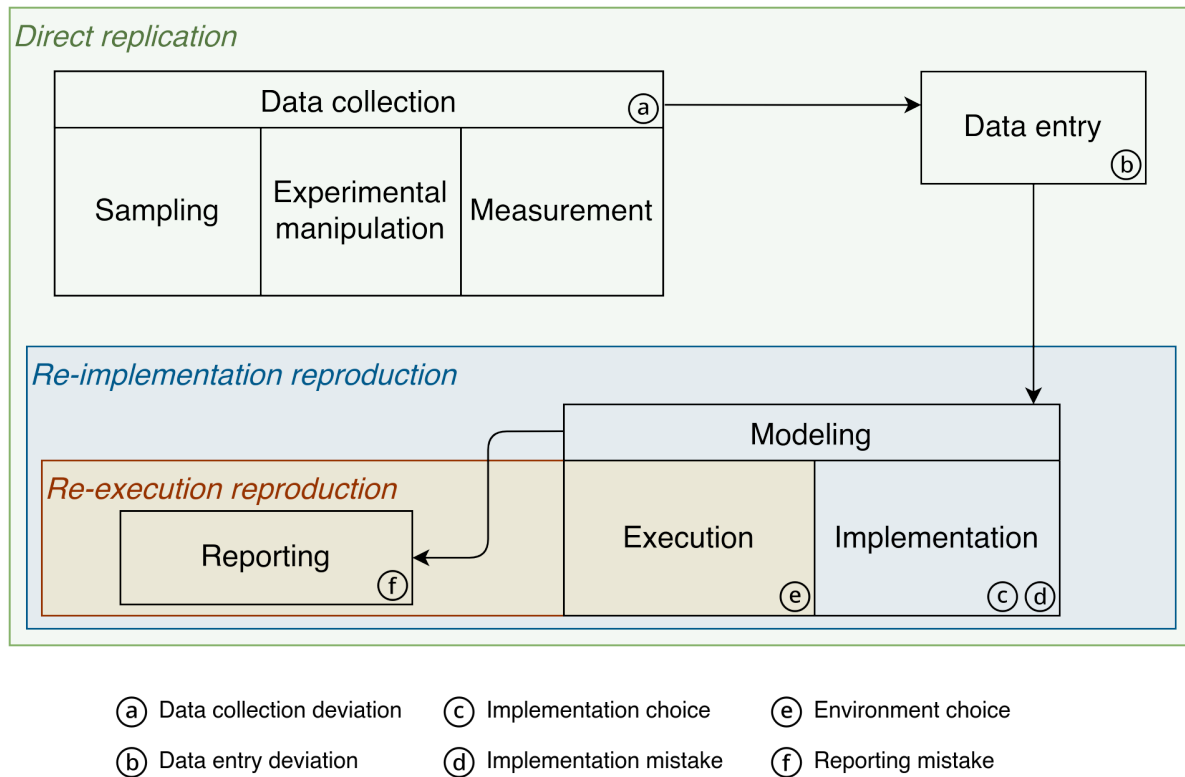 Direct replication
Data collection
a
Sampling
Experimental
manipulation
Measurement
Data entry
b
Re-implementation reproduction
Modeling
Re-execution reproduction
Reporting
f
Execution
e
Implementation
c d
a Data collection deviation
c Implementation choice
e Environment choice
b Data entry deviation
d Implementation mistake
f Reporting mistake